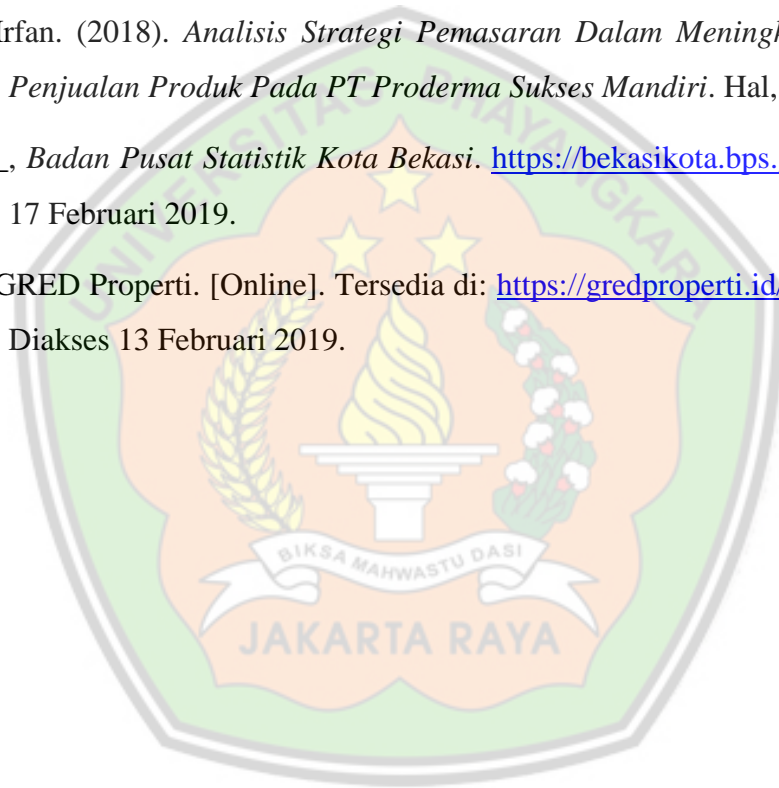 Irfan. (2018). Analisis Strategi Pemasaran Dalam
Penjualan Produk Pada PT Proderma Sukses Mandiri. Hal,
_, Badan Pusat Statistik Kota Bekasi. https://bekasikota.bps.
17 Februari 2019.
GRED Properti. [Online]. Tersedia di: https://gredproperti.id/
Diakses 13 Februari 2019.
UNIVERSITAS BHAYANGKARA
BIKSA MAHWASTU DASI
JAKARTA RAYA